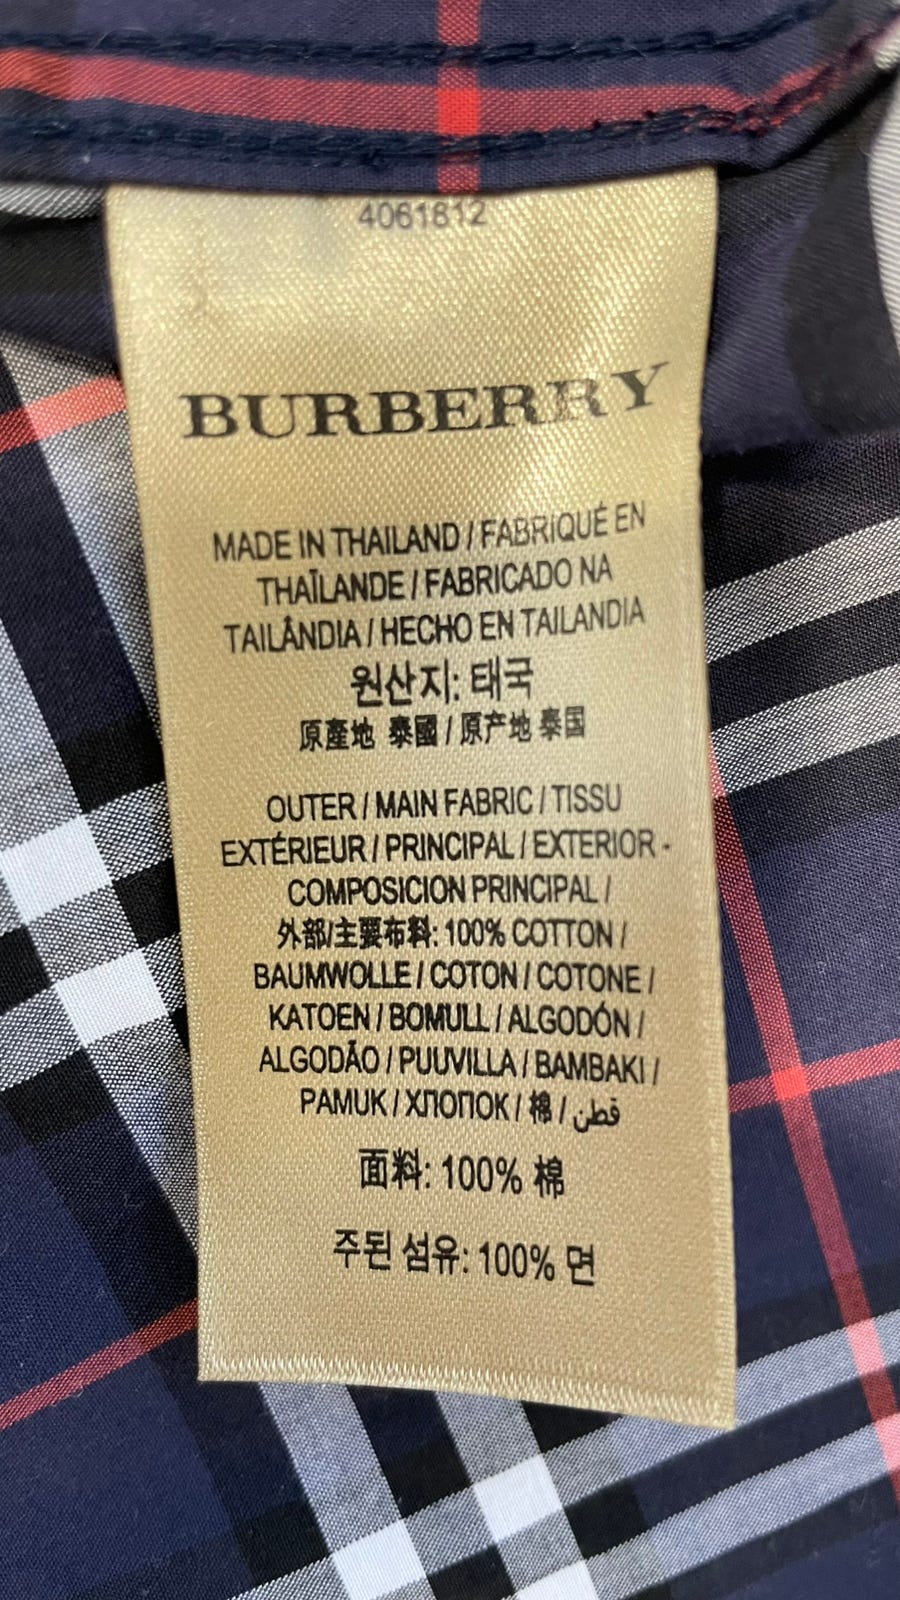 4061812
BURBERRY
MADE IN THAILAND / FABRIQUÉ EN
THAÏLANDE / FABRICADO NA
TAILÂNDIA / HECHO EN TAILANDIA
원산지: 태국
原產地 泰國 / 原产地 泰国
OUTER / MAIN FABRIC / TISSU
EXTÉRIEUR / PRINCIPAL / EXTERIOR -
COMPOSICION PRINCIPAL /
外部/主要布料: 100% COTTON /
BAUMWOLLE / COTON / COTONE /
KATOEN / BOMULL / ALGODÓN /
ALGODÃO / PUUVILLA / BAMBAKI /
PAMUK / ХЛОПОК / 棉 / قطن
面料: 100% 棉
주된 섬유: 100% 면